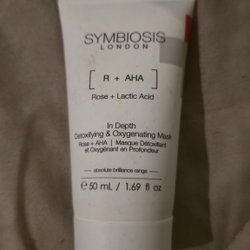 SYMBIOSIS
LONDON
[ R + AHA ]
Rose + Lactic Acid
In Depth
Detoxifying & Oxygenating Mask
Rose + AHA | Masque Détoxifiant
et Oxygénant en Profondeur
absolute brilliance range
e 50 mL / 1.69 fl oz